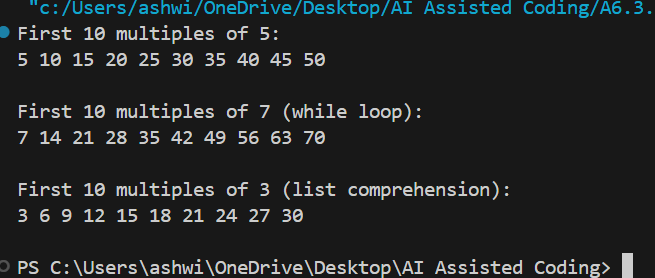 "c:/Users/ashwi/OneDrive/Desktop/AI Assisted Coding/A6.3.
First 10 multiples of 5:
5 10 15 20 25 30 35 40 45 50
First 10 multiples of 7 (while loop):
7 14 21 28 35 42 49 56 63 70
First 10 multiples of 3 (list comprehension):
3 6 9 12 15 18 21 24 27 30
PS C:\Users\ashwi\OneDrive\Desktop\AI Assisted Coding>